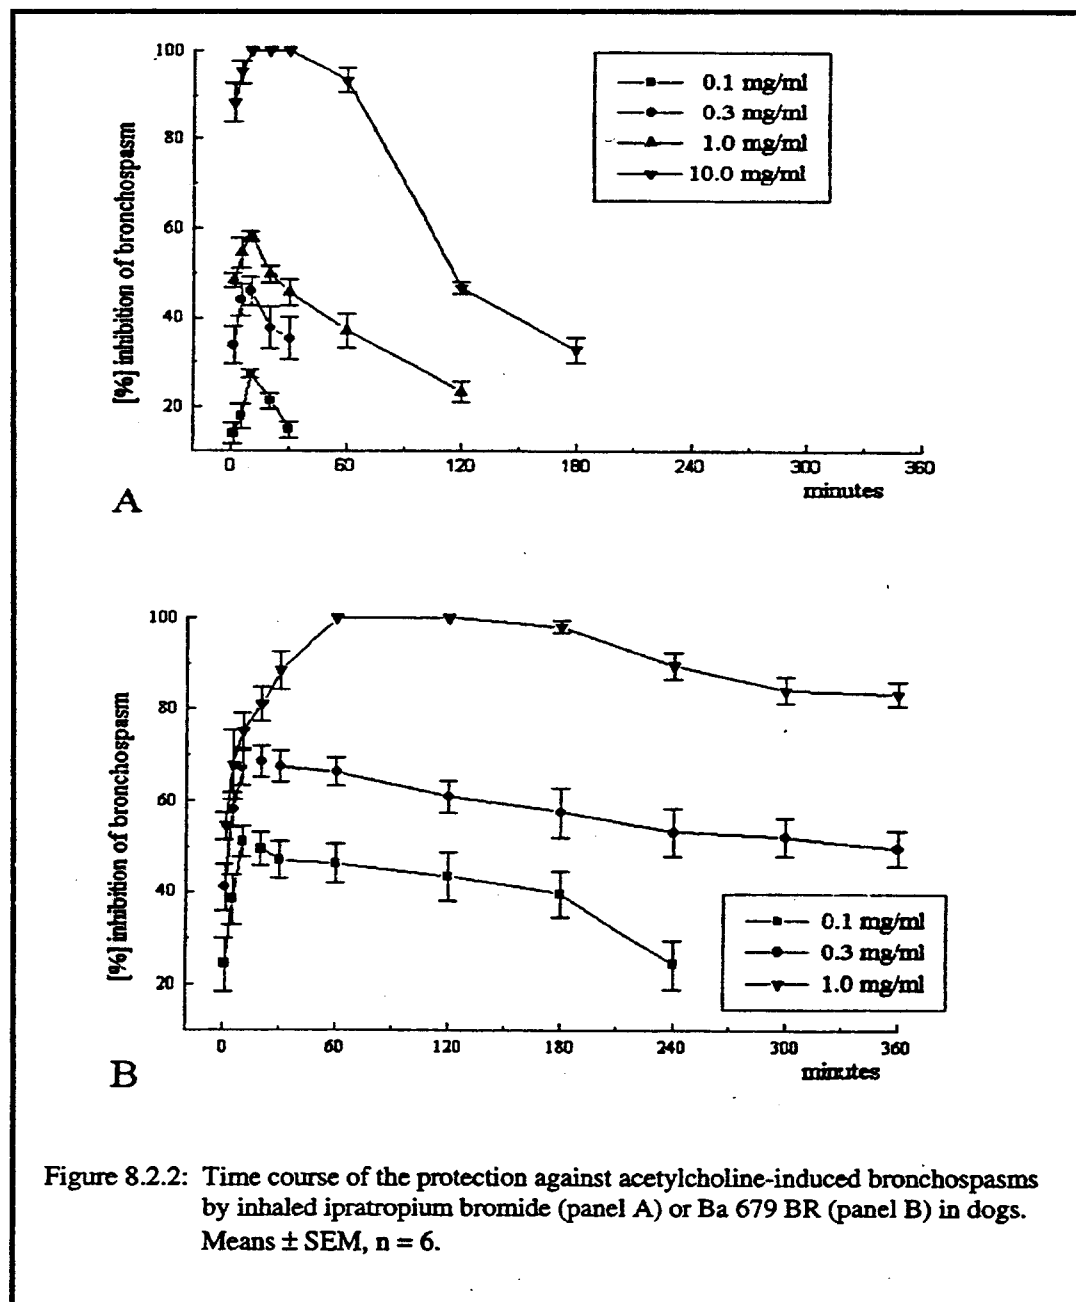 100
80
60
40
20
[%] inhibition of bronchospasm
0.1 mg/ml
0.3 mg/ml
1.0 mg/ml
10.0 mg/ml
0 60 120 180 240 300 360
minutes
A
100
80
60
40
20
[%] inhibition of bronchospasm
0.1 mg/ml
0.3 mg/ml
1.0 mg/ml
0 60 120 180 240 300 360
minutes
B
Figure 8.2.2: Time course of the protection against acetylcholine-induced bronchospasms
by inhaled ipratropium bromide (panel A) or Ba 679 BR (panel B) in dogs.
Means ± SEM, n = 6.